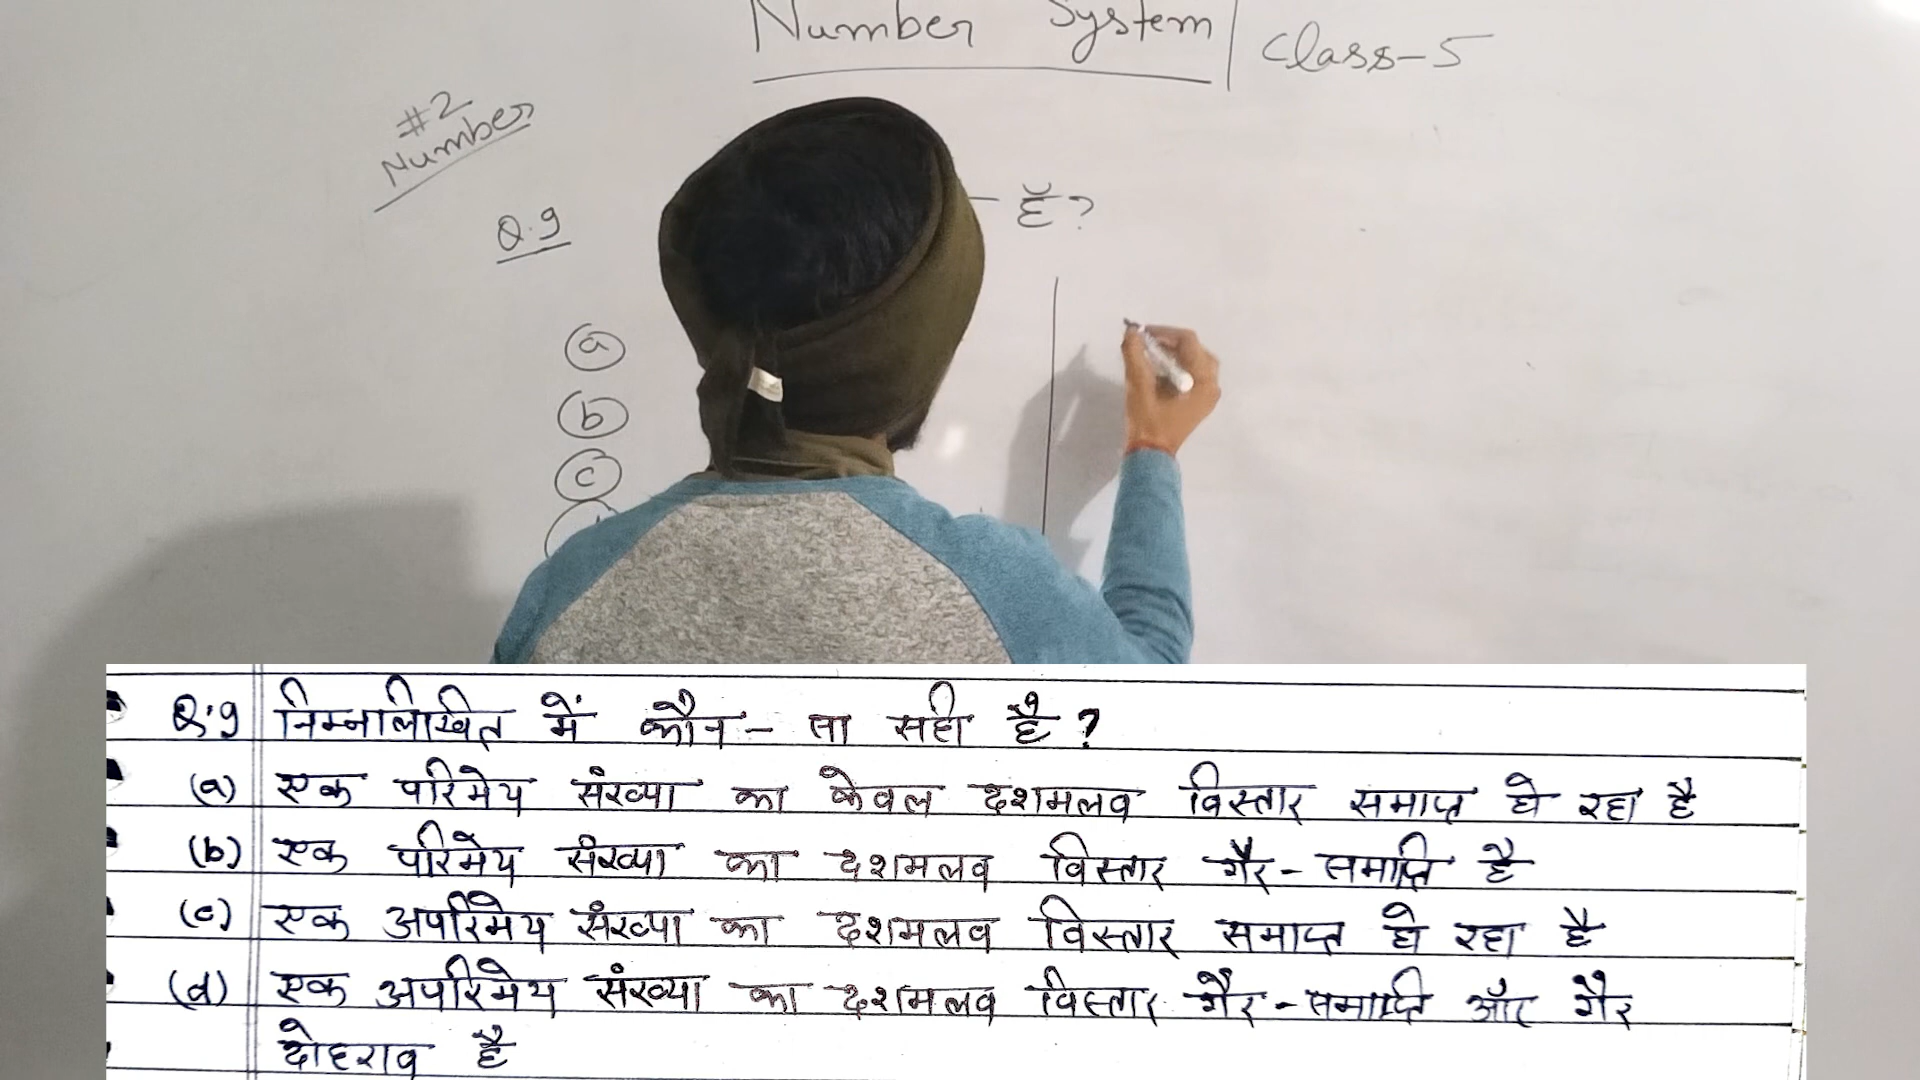 Number System
Class-5
#2
Number
Q.9
है?
a
b
c
Q.9 निम्नलिखित में कौन-सा सही है?
(a) एक परिमेय संख्या का केवल दशमलव विस्तार समाप्त हो रहा है
(b) एक परिमेय संख्या का दशमलव विस्तार गैर-समाप्ति है
(c) एक अपरिमेय संख्या का दशमलव विस्तार समाप्त हो रहा है
(d) एक अपरिमेय संख्या का दशमलव विस्तार गैर-समाप्ति और गैर
दोहराव है